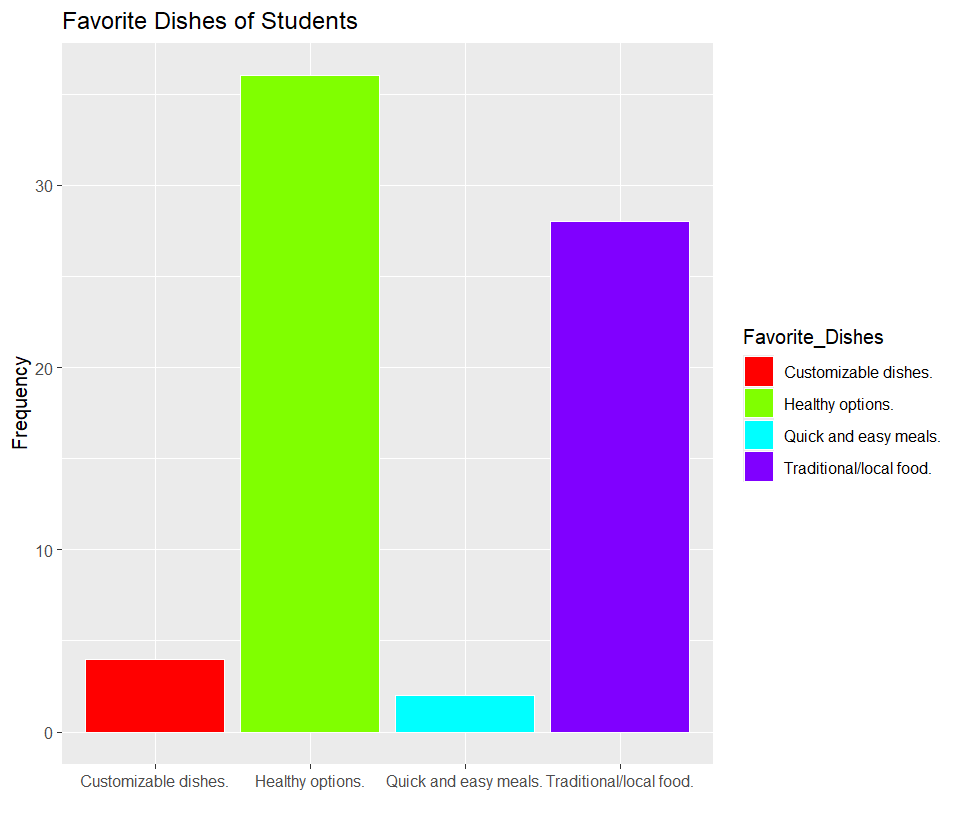 Favorite Dishes of Students
Frequency
30
20
10
0
Customizable dishes.
Healthy options.
Quick and easy meals.
Traditional/local food.
Favorite_Dishes
Customizable dishes.
Healthy options.
Quick and easy meals.
Traditional/local food.